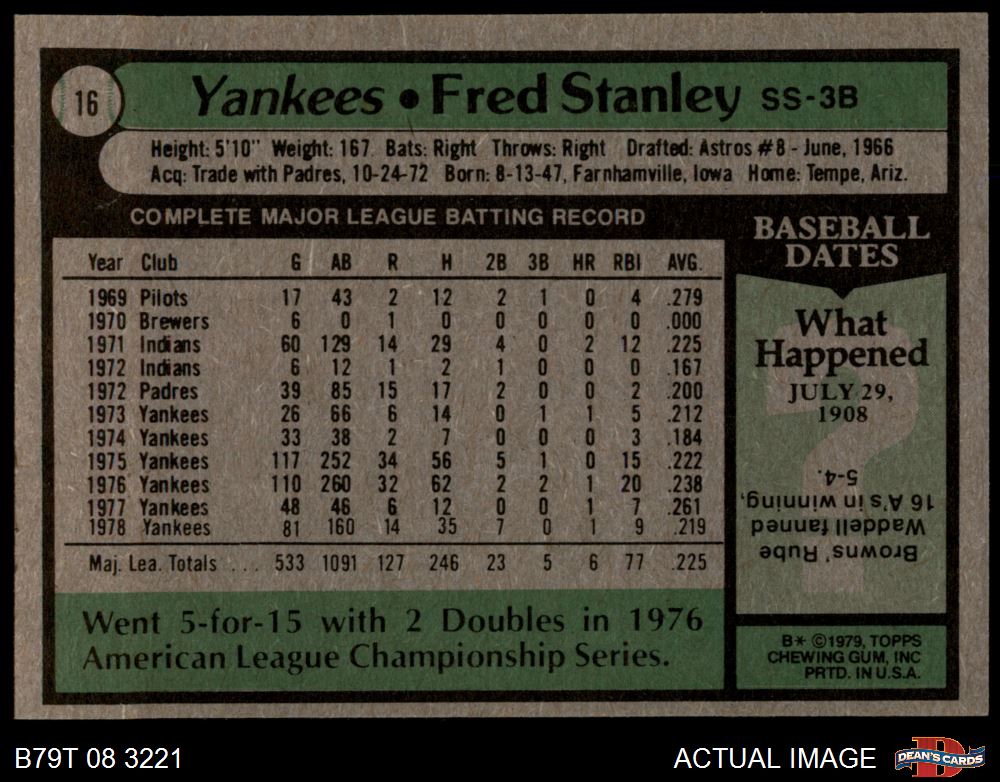 16
Yankees • Fred Stanley SS-3B
Height: 5'10" Weight: 167 Bats: Right Throws: Right Drafted: Astros #8 - June, 1966
Acq: Trade with Padres, 10-24-72 Born: 8-13-47, Farnhamville, Iowa Home: Tempe, Ariz.
COMPLETE MAJOR LEAGUE BATTING RECORD
Year Club G AB R H 2B 3B HR RBI AVG.
1969 Pilots 17 43 2 12 2 1 0 4 .279
1970 Brewers 6 0 1 0 0 0 0 0 .000
1971 Indians 60 129 14 29 4 0 2 12 .225
1972 Indians 6 12 1 2 1 0 0 0 .167
1972 Padres 39 85 15 17 2 0 0 2 .200
1973 Yankees 26 66 6 14 0 1 1 5 .212
1974 Yankees 33 38 2 7 0 0 0 3 .184
1975 Yankees 117 252 34 56 5 1 0 15 .222
1976 Yankees 110 260 32 62 2 2 1 20 .238
1977 Yankees 48 46 6 12 0 0 1 7 .261
1978 Yankees 81 160 14 35 7 0 1 9 .219
Maj. Lea. Totals . . . 533 1091 127 246 23 5 6 77 .225
Went 5-for-15 with 2 Doubles in 1976
American League Championship Series.
BASEBALL
DATES
What
Happened
JULY 29,
1908
?
Browns' Rube
Waddell fanned
16 A's in winning,
5-4.
B* ©1979, TOPPS
CHEWING GUM, INC
PRTD. IN U.S.A.
B79T 08 3221
ACTUAL IMAGE
D
DEAN'S CARDS